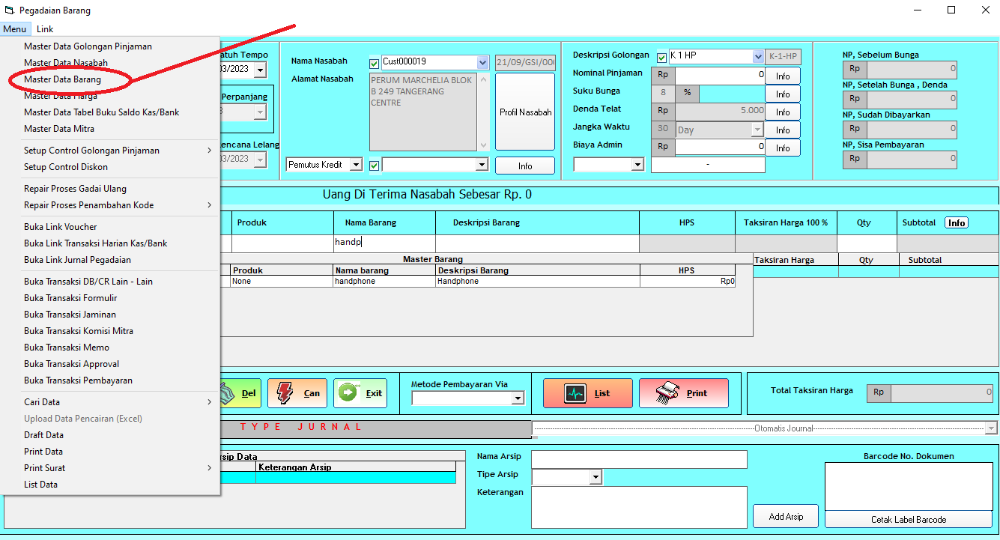 Pegadaian Barang
Menu Link
Master Data Golongan Pinjaman
Master Data Nasabah
Master Data Barang
Master Data Harga
Master Data Tabel Buku Saldo Kas/Bank
Master Data Mitra
Setup Control Golongan Pinjaman
Setup Control Diskon
Repair Proses Gadai Ulang
Repair Proses Penambahan Kode
Buka Link Voucher
Buka Link Transaksi Harian Kas/Bank
Buka Link Jurnal Pegadaian
Buka Transaksi DB/CR Lain - Lain
Buka Transaksi Formulir
Buka Transaksi Jaminan
Buka Transaksi Komisi Mitra
Buka Transaksi Memo
Buka Transaksi Approval
Buka Transaksi Pembayaran
Cari Data
Upload Data Pencairan (Excel)
Draft Data
Print Data
Print Surat
List Data
atuh Tempo
03/2023
Perpanjang
encana Lelang
03/2023
Nama Nasabah Cust000019 21/09/GSI/000
Alamat Nasabah
PERUM MARCHELIA BLOK
B 249 TANGERANG
CENTRE
Profil Nasabah
Pemutus Kredit Info
Deskripsi Golongan K 1 HP K-1-HP
Nominal Pinjaman Rp 0 Info
Suku Bunga 8 % Info
Denda Telat Rp 5.000 Info
Jangka Waktu 30 Day Info
Biaya Admin Rp 0 Info
-
NP, Sebelum Bunga
Rp 0
NP, Setelah Bunga , Denda
Rp 0
NP, Sudah Dibayarkan
Rp 0
NP, Sisa Pembayaran
Rp 0
Uang Di Terima Nasabah Sebesar Rp. 0
Produk Nama Barang Deskripsi Barang HPS Taksiran Harga 100 % Qty Subtotal Info
handp
Master Barang
Produk Nama barang Deskripsi Barang HPS
None handphone Handphone Rp0
Taksiran Harga Qty Subtotal
Del Can Exit
Metode Pembayaran Via
List Print
Total Taksiran Harga Rp 0
TYPE JURNAL
Otomatis Journal
rsip Data
Keterangan Arsip
Nama Arsip
Tipe Arsip
Keterangan
Add Arsip
Barcode No. Dokumen
Cetak Label Barcode